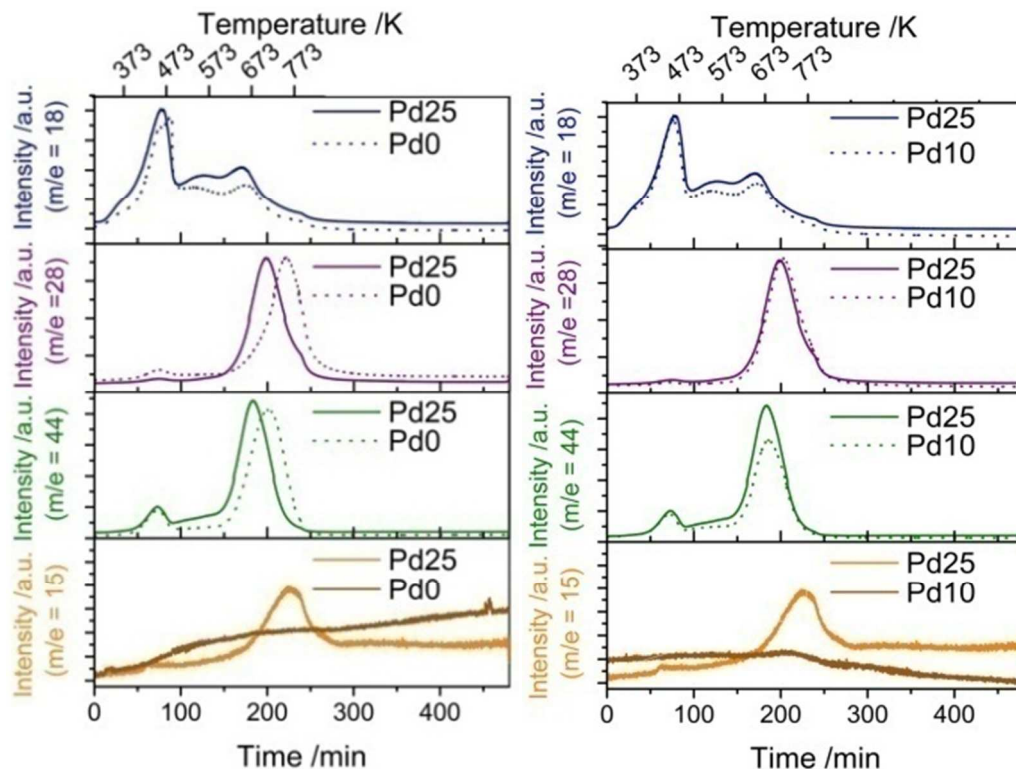 Temperature /K
373 473 573 673 773
Intensity /a.u.
(m/e = 18)
Pd25
Pd0
Intensity /a.u.
(m/e =28)
Pd25
Pd0
Intensity /a.u.
(m/e = 44)
Pd25
Pd0
Intensity /a.u.
(m/e = 15)
Pd25
Pd0
0 100 200 300 400
Time /min
Temperature /K
373 473 573 673 773
Intensity /a.u.
(m/e = 18)
Pd25
Pd10
Intensity /a.u.
(m/e =28)
Pd25
Pd10
Intensity /a.u.
(m/e = 44)
Pd25
Pd10
Intensity /a.u.
(m/e = 15)
Pd25
Pd10
0 100 200 300 400
Time /min